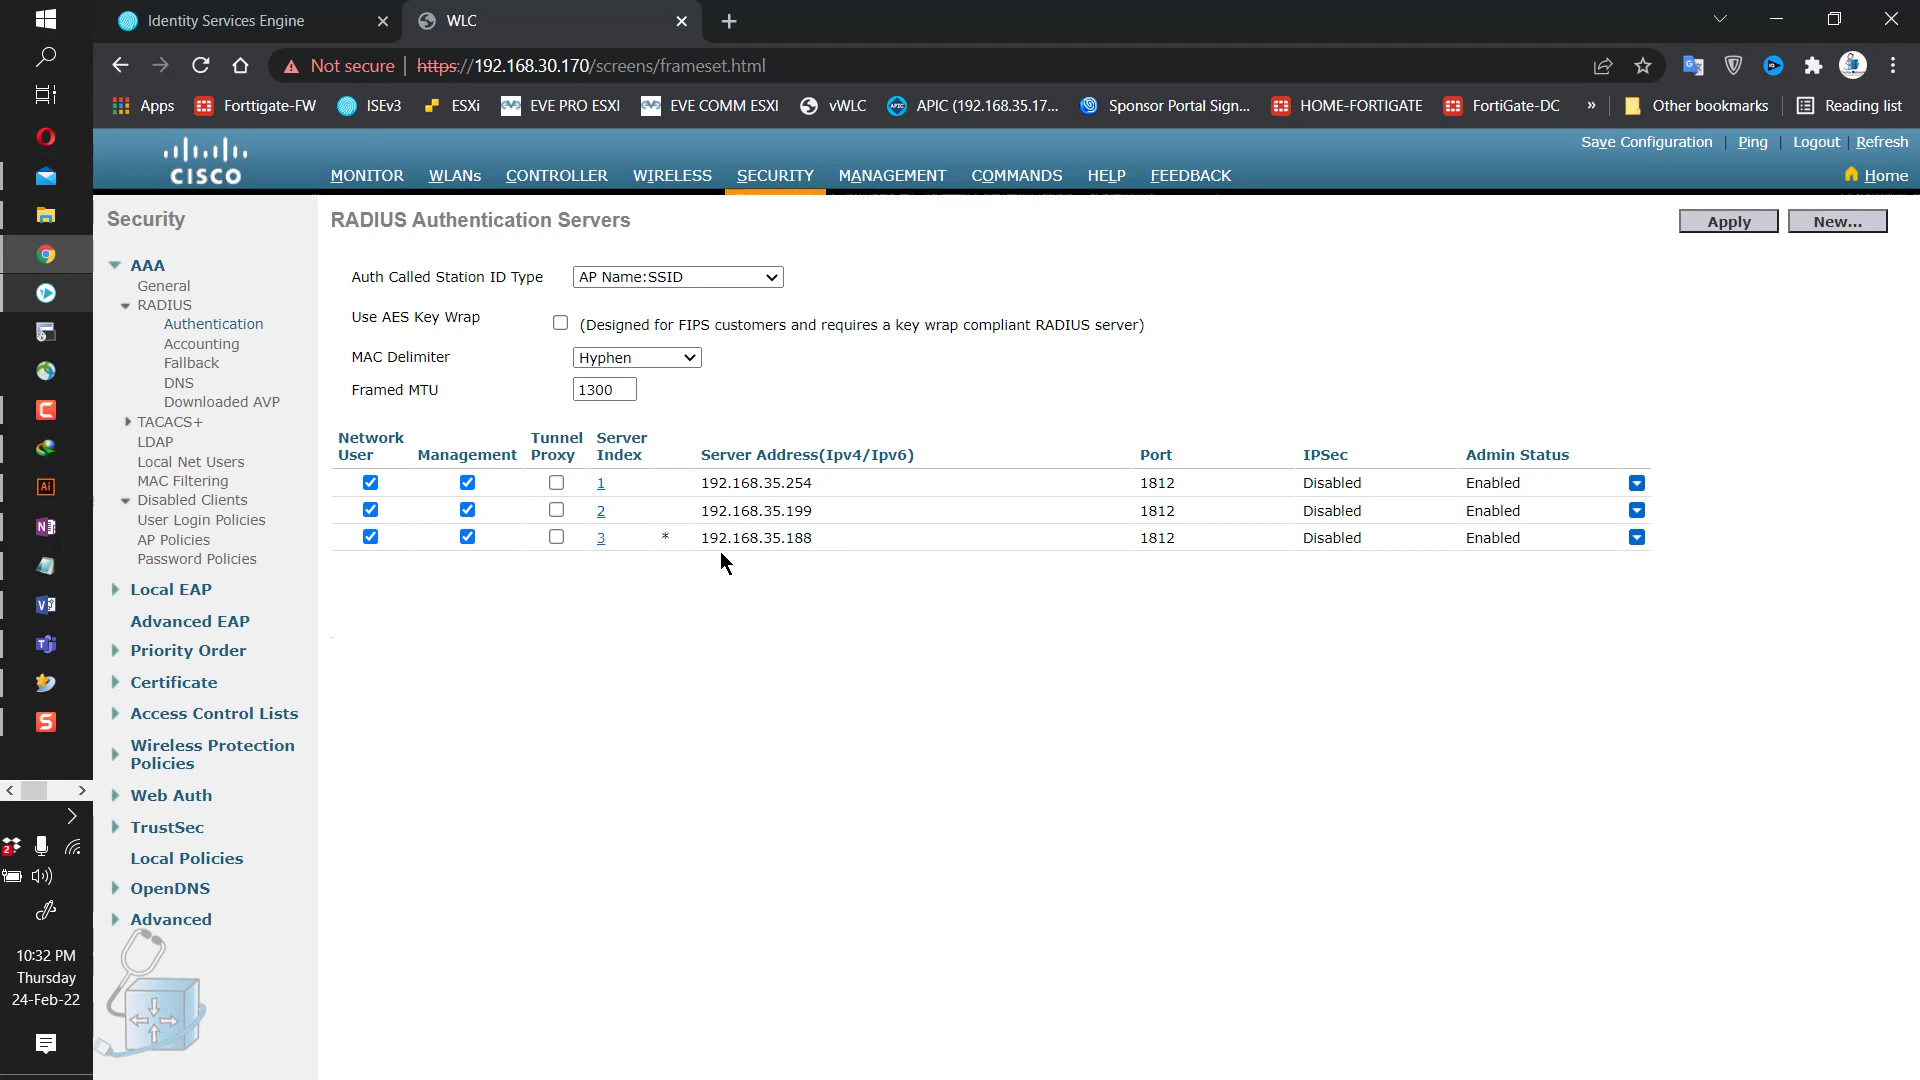 Identity Services Engine
WLC
Not secure | https://192.168.30.170/screens/frameset.html
Apps
Forttigate-FW
ISEv3
ESXi
EVE PRO ESXI
EVE COMM ESXI
vWLC
APIC (192.168.35.17...
Sponsor Portal Sign...
HOME-FORTIGATE
FortiGate-DC
»
Other bookmarks
Reading list
CISCO
Save Configuration | Ping | Logout | Refresh
MONITOR WLANs CONTROLLER WIRELESS SECURITY MANAGEMENT COMMANDS HELP FEEDBACK
Home
Security
AAA
General
RADIUS
Authentication
Accounting
Fallback
DNS
Downloaded AVP
TACACS+
LDAP
Local Net Users
MAC Filtering
Disabled Clients
User Login Policies
AP Policies
Password Policies
Local EAP
Advanced EAP
Priority Order
Certificate
Access Control Lists
Wireless Protection
Policies
Web Auth
TrustSec
Local Policies
OpenDNS
Advanced
RADIUS Authentication Servers
Apply
New...
Auth Called Station ID Type AP Name:SSID
Use AES Key Wrap (Designed for FIPS customers and requires a key wrap compliant RADIUS server)
MAC Delimiter Hyphen
Framed MTU 1300
Network User Management Tunnel Proxy Server Index Server Address(Ipv4/Ipv6) Port IPSec Admin Status
1 192.168.35.254 1812 Disabled Enabled
2 192.168.35.199 1812 Disabled Enabled
3 * 192.168.35.188 1812 Disabled Enabled
2
10:32 PM
Thursday
24-Feb-22